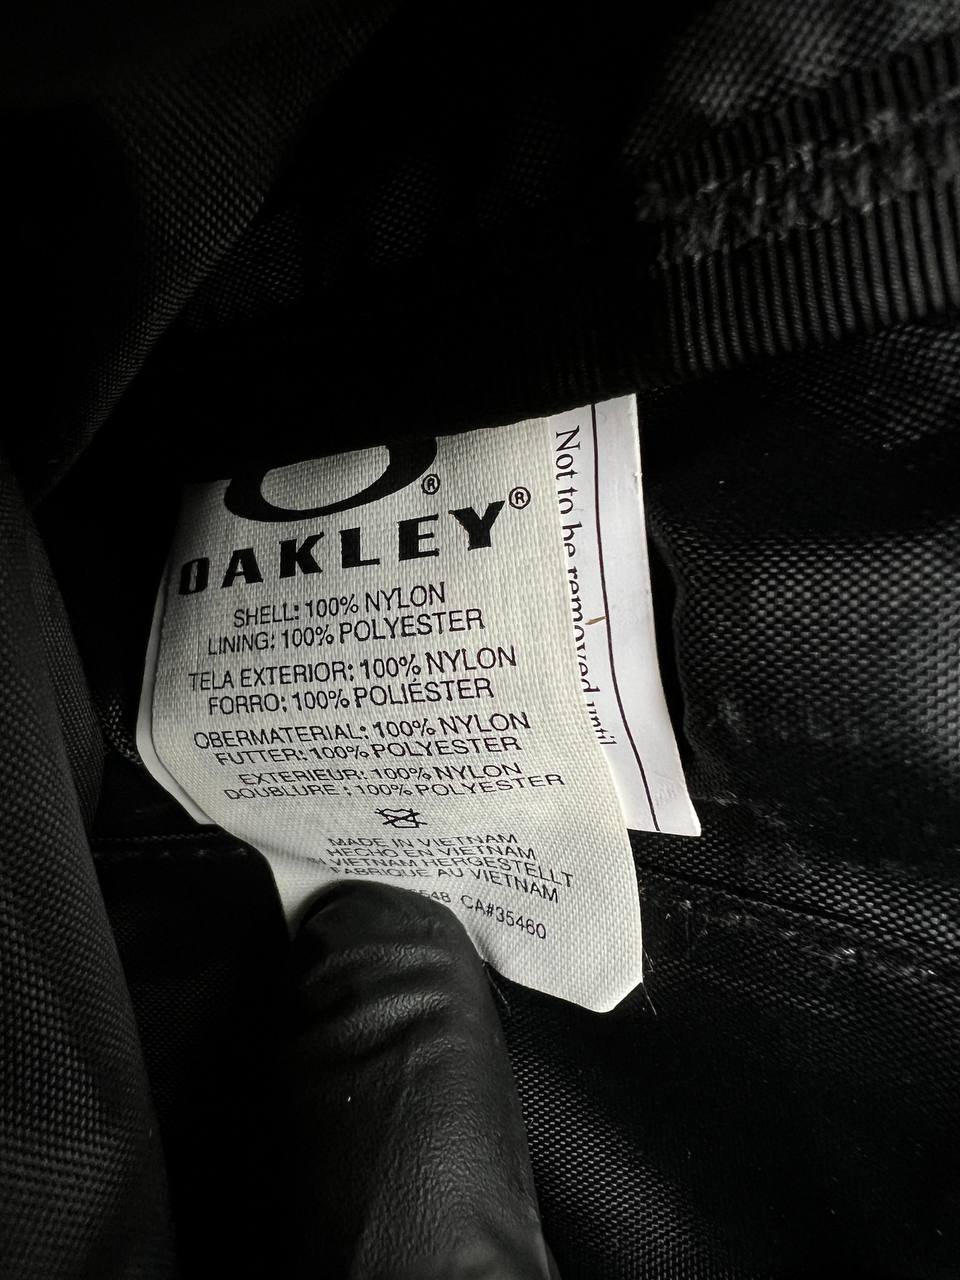 ®
OAKLEY®
SHELL: 100% NYLON
LINING: 100% POLYESTER
TELA EXTERIOR: 100% NYLON
FORRO: 100% POLIÉSTER
OBERMATERIAL: 100% NYLON
FUTTER: 100% POLYESTER
EXTERIEUR: 100% NYLON
DOUBLURE : 100% POLYESTER
MADE IN VIETNAM
HECHO EN VIETNAM
VIETNAM HERGESTELLT
FABRIQUE AU VIETNAM
CA#35460
Not to be removed until